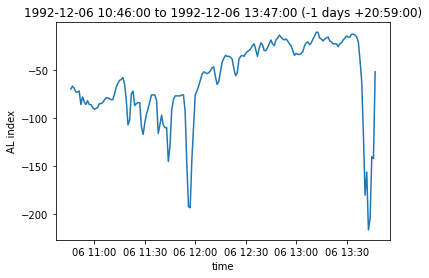 1992-12-06 10:46:00 to 1992-12-06 13:47:00 (-1 days +20:59:00)
−50
−100
−150
−200
AL index
06 11:00 06 11:30 06 12:00 06 12:30 06 13:00 06 13:30
time